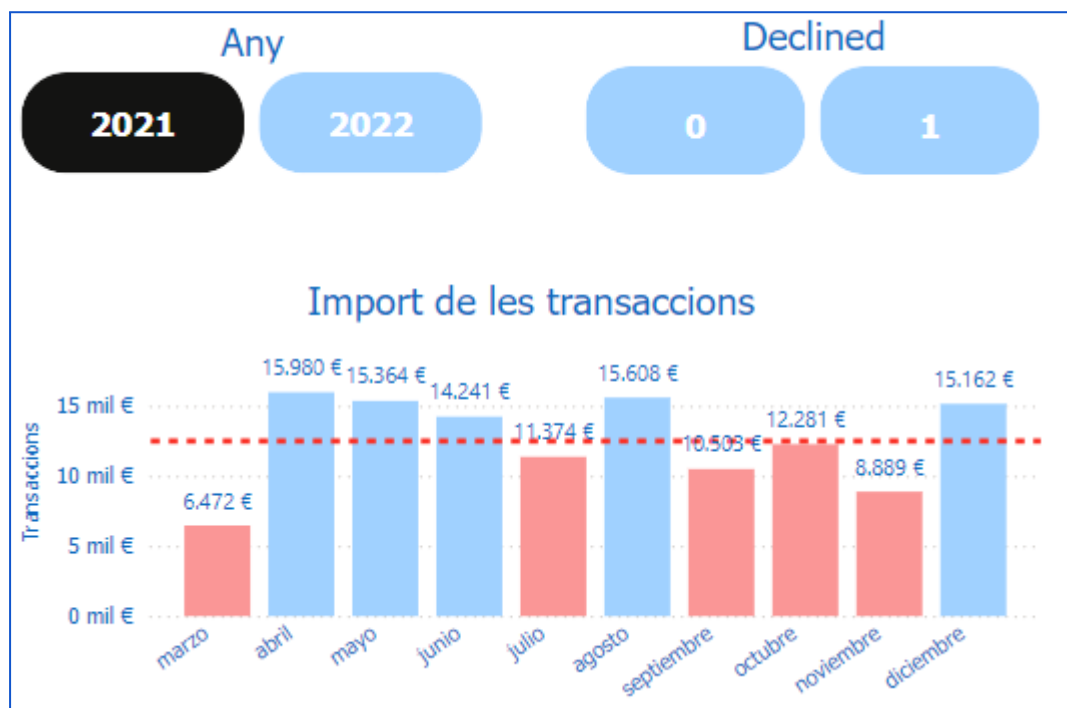 Any
Declined
2021
2022
0
1
Import de les transaccions
Transaccions
15 mil €
10 mil €
5 mil €
0 mil €
6.472 €
15.980 €
15.364 €
14.241 €
11.374 €
15.608 €
10.503 €
12.281 €
8.889 €
15.162 €
marzo
abril
mayo
junio
julio
agosto
septiembre
octubre
noviembre
diciembre